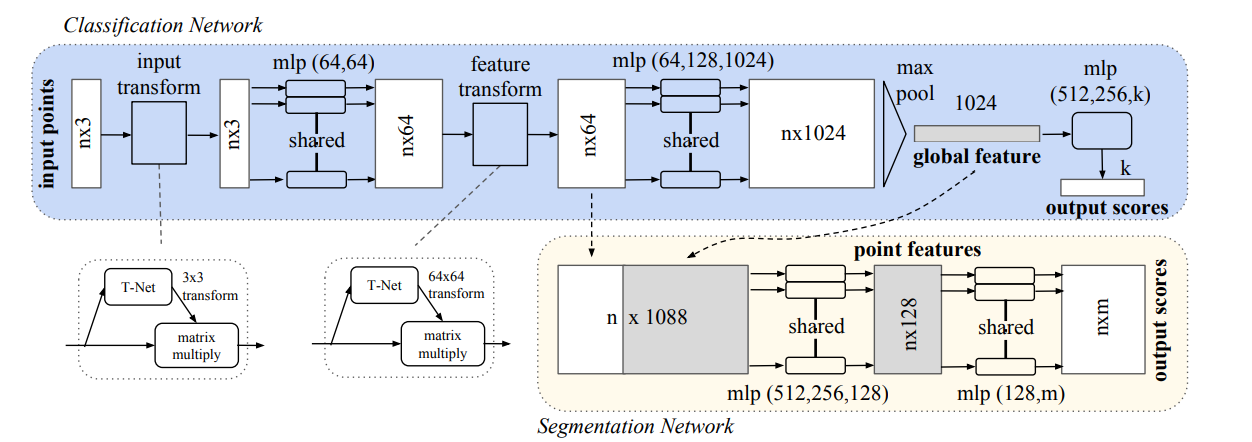 Classification Network
input points
nx3
input
transform
nx3
mlp (64,64)
shared
nx64
feature
transform
nx64
mlp (64,128,1024)
shared
nx1024
max
pool
1024
global feature
mlp
(512,256,k)
k
output scores
T-Net
3x3
transform
matrix
multiply
T-Net
64x64
transform
matrix
multiply
point features
n x 1088
shared
mlp (512,256,128)
nx128
shared
mlp (128,m)
nxm
output scores
Segmentation Network